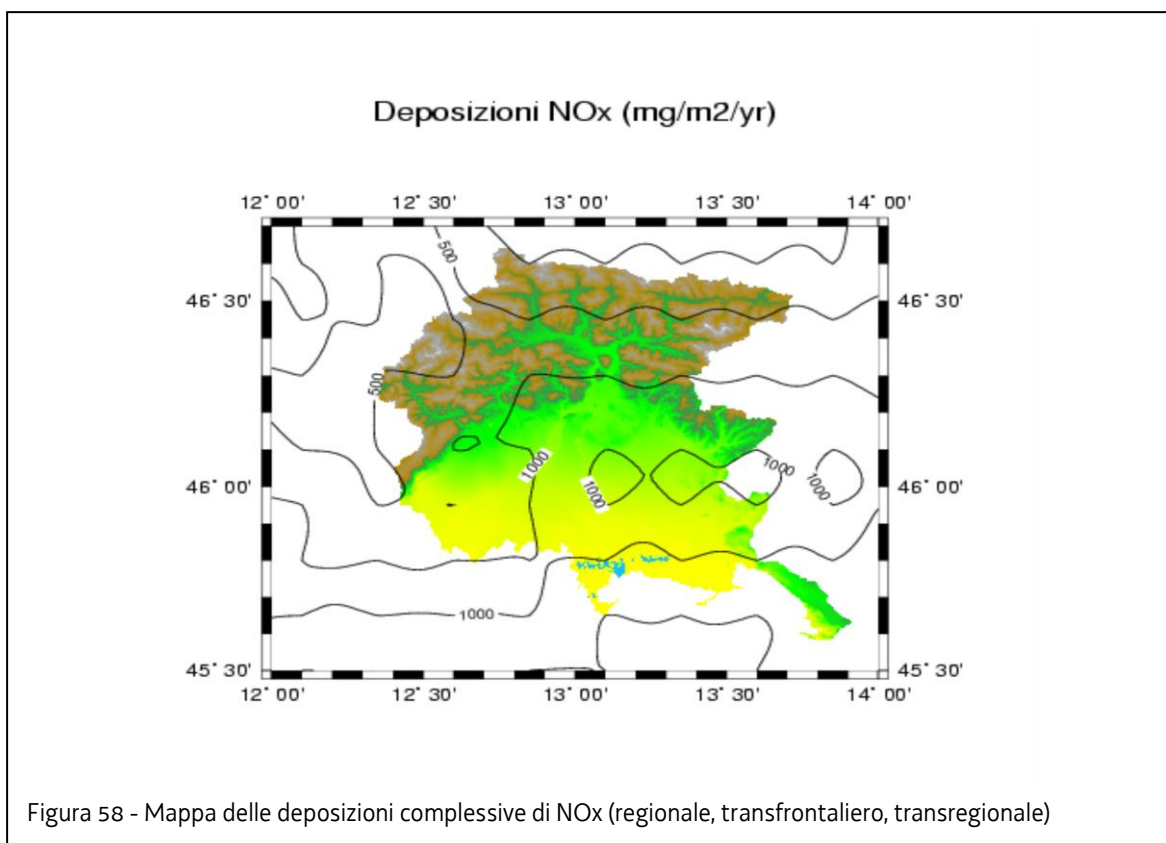 Deposizioni NOx (mg/m2/yr)
12° 00' 12° 30' 13° 00' 13° 30' 14° 00'
500
46° 30' 46° 30'
500
1000 1000 1000 1000
46° 00' 46° 00'
1000
45° 30' 45° 30'
12° 00' 12° 30' 13° 00' 13° 30' 14° 00'
Figura 58 - Mappa delle deposizioni complessive di NOx (regionale, transfrontaliero, transregionale)